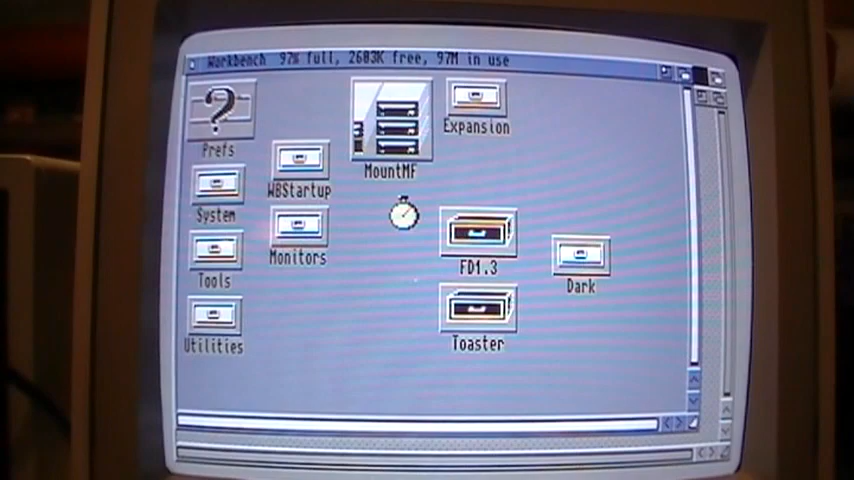 Workbench 97% full, 2603K free, 97M in use
Prefs
MountMF
Expansion
WBStartup
System
Monitors
FD1.3
Tools
Dark
Utilities
Toaster